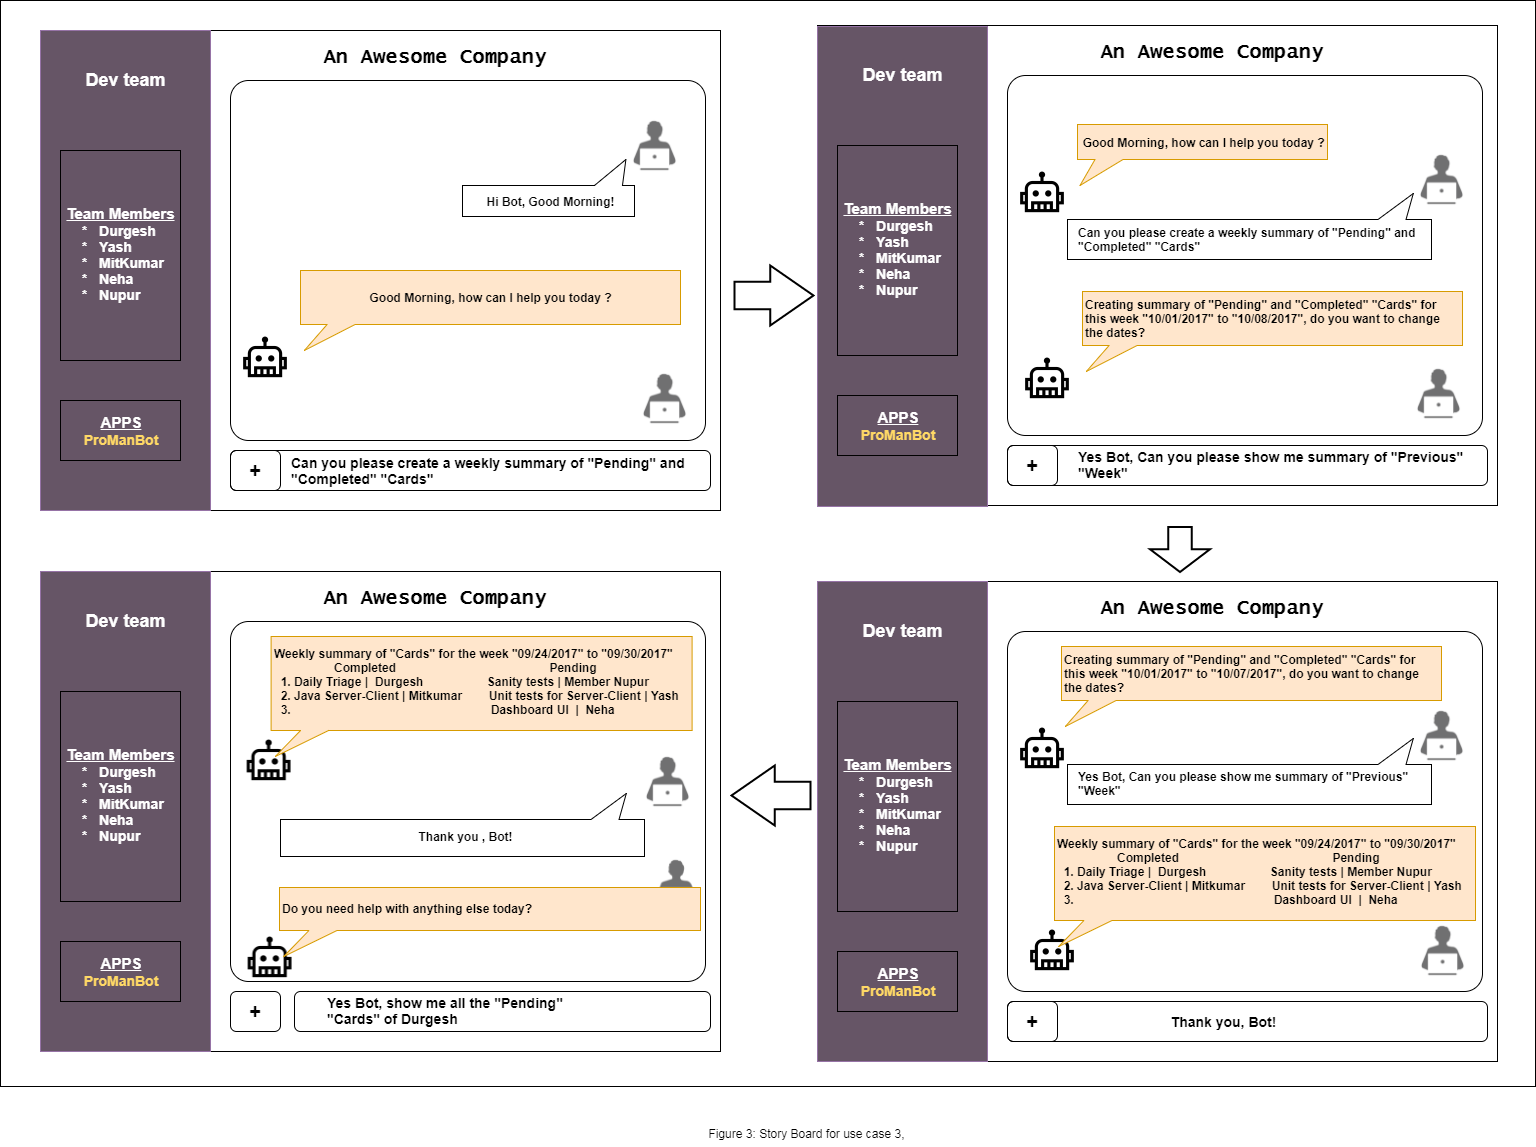 An Awesome Company
Dev team
Team Members
* Durgesh
* Yash
* MitKumar
* Neha
* Nupur
APPS
ProManBot
Hi Bot, Good Morning!
Good Morning, how can I help you today ?
+
Can you please create a weekly summary of "Pending" and
"Completed" "Cards"
An Awesome Company
Dev team
Team Members
* Durgesh
* Yash
* MitKumar
* Neha
* Nupur
APPS
ProManBot
Good Morning, how can I help you today ?
Can you please create a weekly summary of "Pending" and
"Completed" "Cards"
Creating summary of "Pending" and "Completed" "Cards" for
this week "10/01/2017" to "10/08/2017", do you want to change
the dates?
+
Yes Bot, Can you please show me summary of "Previous"
"Week"
An Awesome Company
Dev team
Team Members
* Durgesh
* Yash
* MitKumar
* Neha
* Nupur
APPS
ProManBot
Weekly summary of "Cards" for the week "09/24/2017" to "09/30/2017"
Completed Pending
1. Daily Triage | Durgesh Sanity tests | Member Nupur
2. Java Server-Client | Mitkumar Unit tests for Server-Client | Yash
3. Dashboard UI | Neha
Thank you , Bot!
Do you need help with anything else today?
+
Yes Bot, show me all the "Pending"
"Cards" of Durgesh
An Awesome Company
Dev team
Team Members
* Durgesh
* Yash
* MitKumar
* Neha
* Nupur
APPS
ProManBot
Creating summary of "Pending" and "Completed" "Cards" for
this week "10/01/2017" to "10/07/2017", do you want to change
the dates?
Yes Bot, Can you please show me summary of "Previous"
"Week"
Weekly summary of "Cards" for the week "09/24/2017" to "09/30/2017"
Completed Pending
1. Daily Triage | Durgesh Sanity tests | Member Nupur
2. Java Server-Client | Mitkumar Unit tests for Server-Client | Yash
3. Dashboard UI | Neha
+
Thank you, Bot!
Figure 3: Story Board for use case 3,